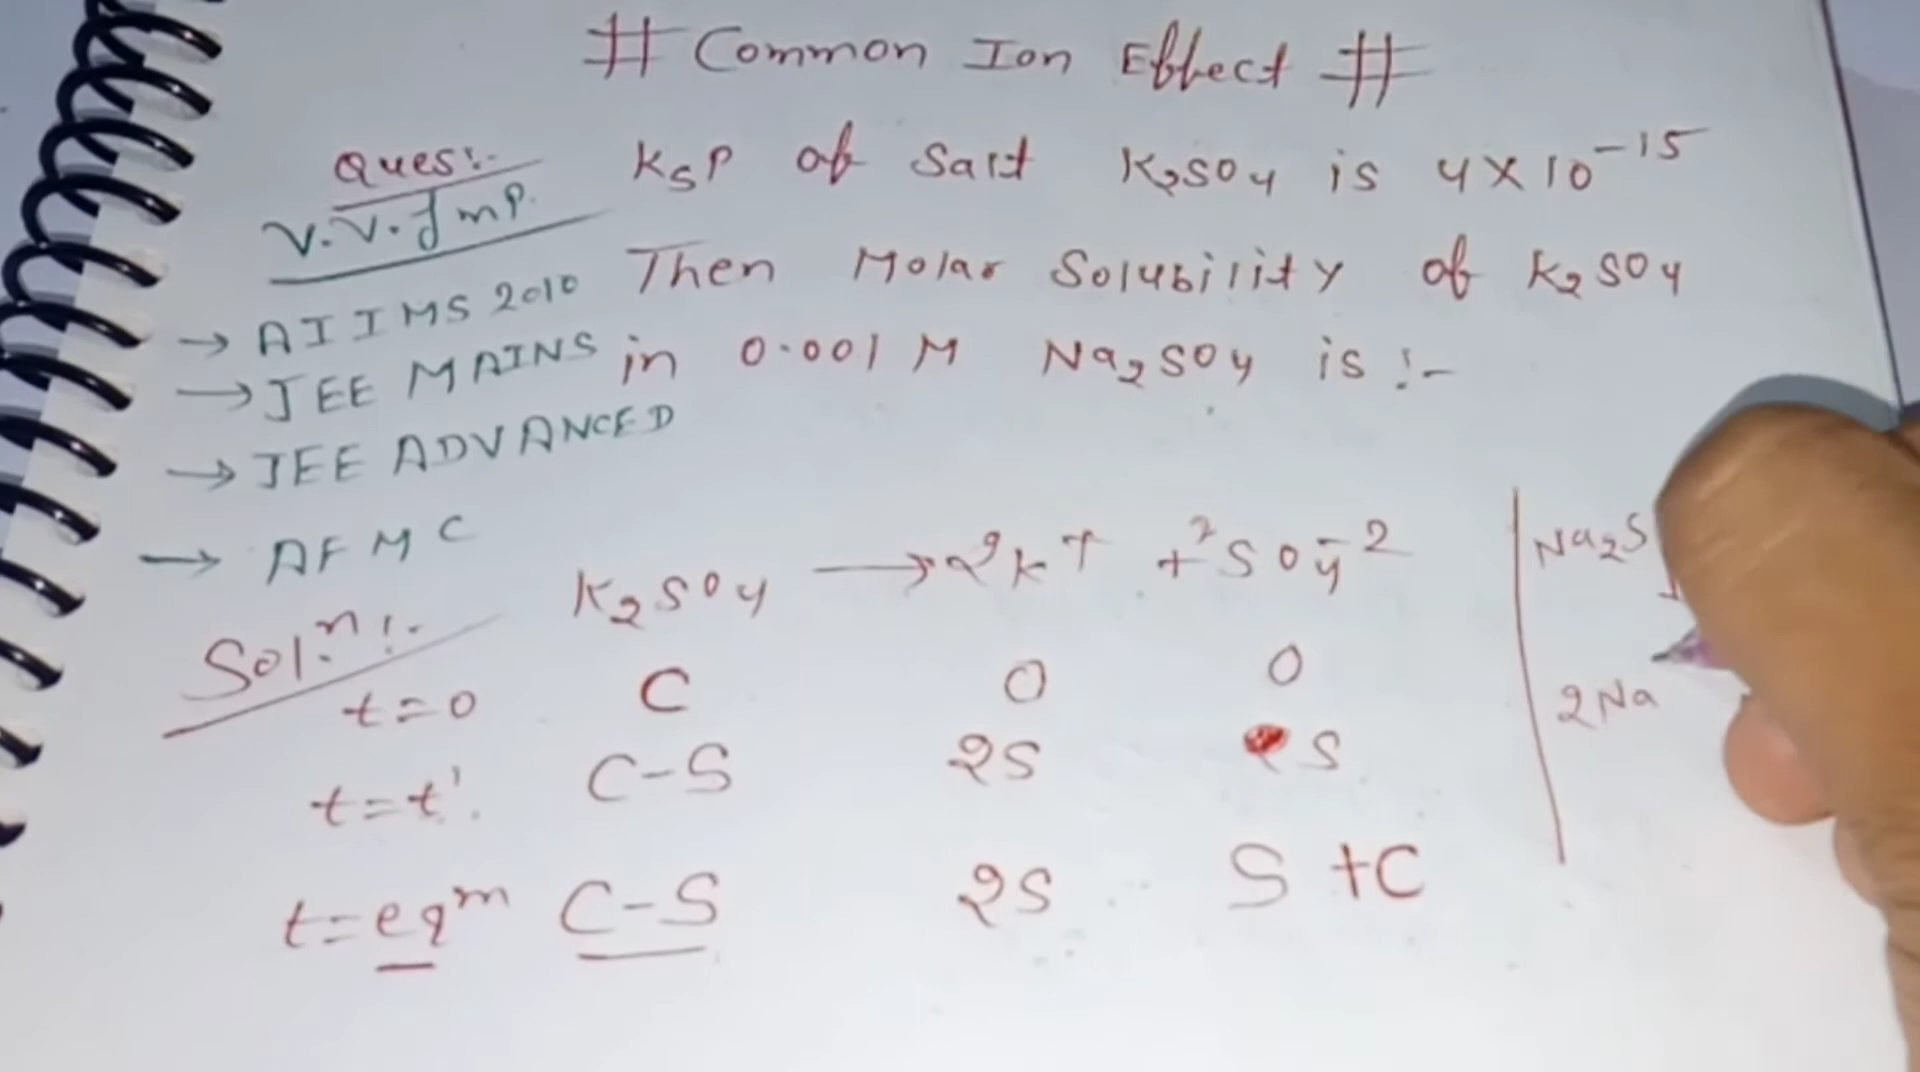 # Common Ion Effect #
Ques:- Ksp of Salt K₂SO₄ is 4×10⁻¹⁵
V.V.Imp. Then Molar Solubility of K₂SO₄
→ AIIMS 2010 in 0.001 M Na₂SO₄ is :-
→ JEE MAINS
→ JEE ADVANCED
→ AFMC
Solⁿ:- K₂SO₄ → 2K⁺ + SO₄⁻² Na₂S
t=0 C 0 0 2Na
t=t'. C-S 2S S
t=eqᵐ C-S 2S S+C